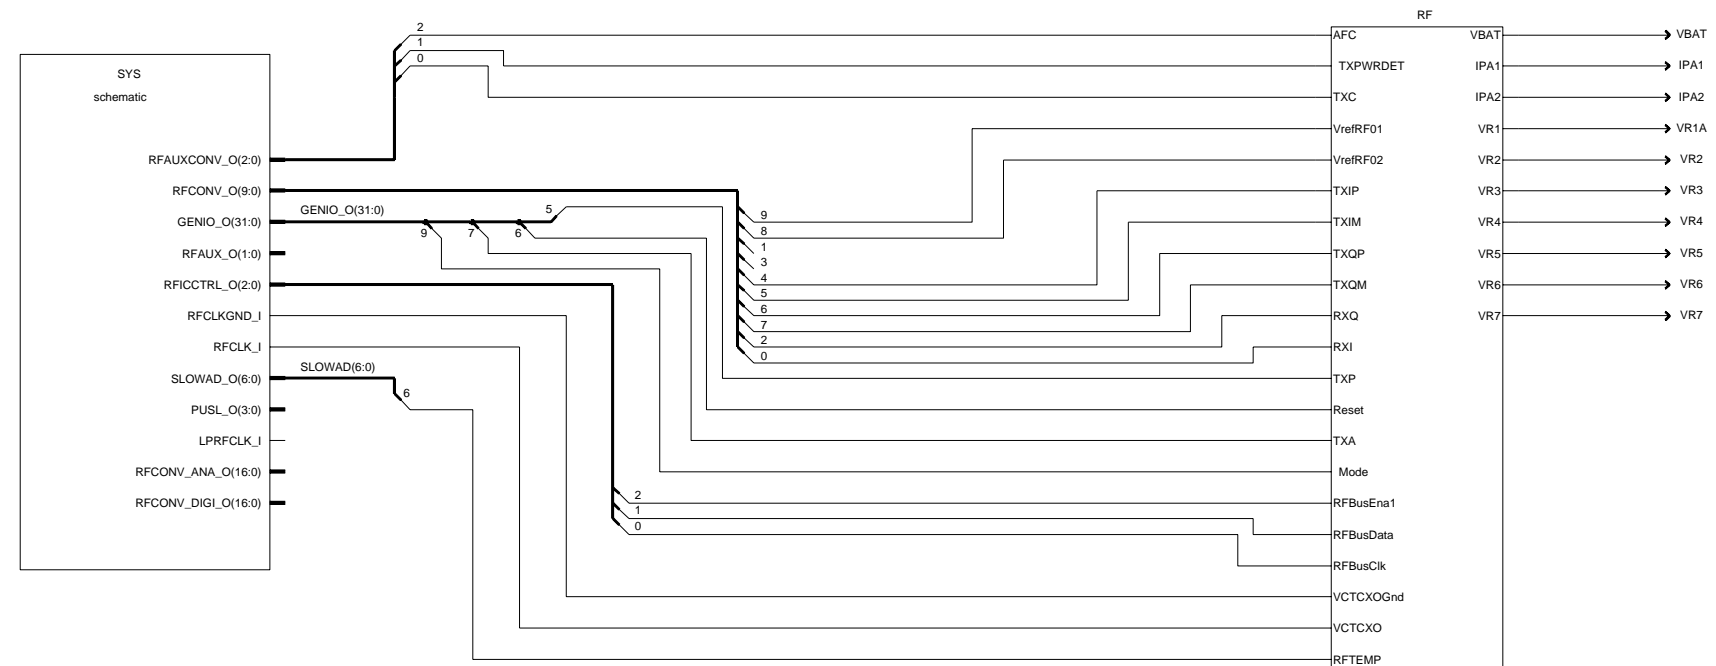 RF
SYS
schematic
RFAUXCONV_O(2:0)
RFCONV_O(9:0)
GENIO_O(31:0)
RFAUX_O(1:0)
RFICCTRL_O(2:0)
RFCLKGND_I
RFCLK_I
SLOWAD_O(6:0)
PUSL_O(3:0)
LPRFCLK_I
RFCONV_ANA_O(16:0)
RFCONV_DIGI_O(16:0)
2
1
0
GENIO_O(31:0)
5
9
7
6
SLOWAD(6:0)
6
9
8
1
3
4
5
6
7
2
0
2
1
0
AFC
TXPWRDET
TXC
VrefRF01
VrefRF02
TXIP
TXIM
TXQP
TXQM
RXQ
RXI
TXP
Reset
TXA
Mode
RFBusEna1
RFBusData
RFBusClk
VCTCXOGnd
VCTCXO
RFTEMP
VBAT
IPA1
IPA2
VR1
VR2
VR3
VR4
VR5
VR6
VR7
VBAT
IPA1
IPA2
VR1A
VR2
VR3
VR4
VR5
VR6
VR7